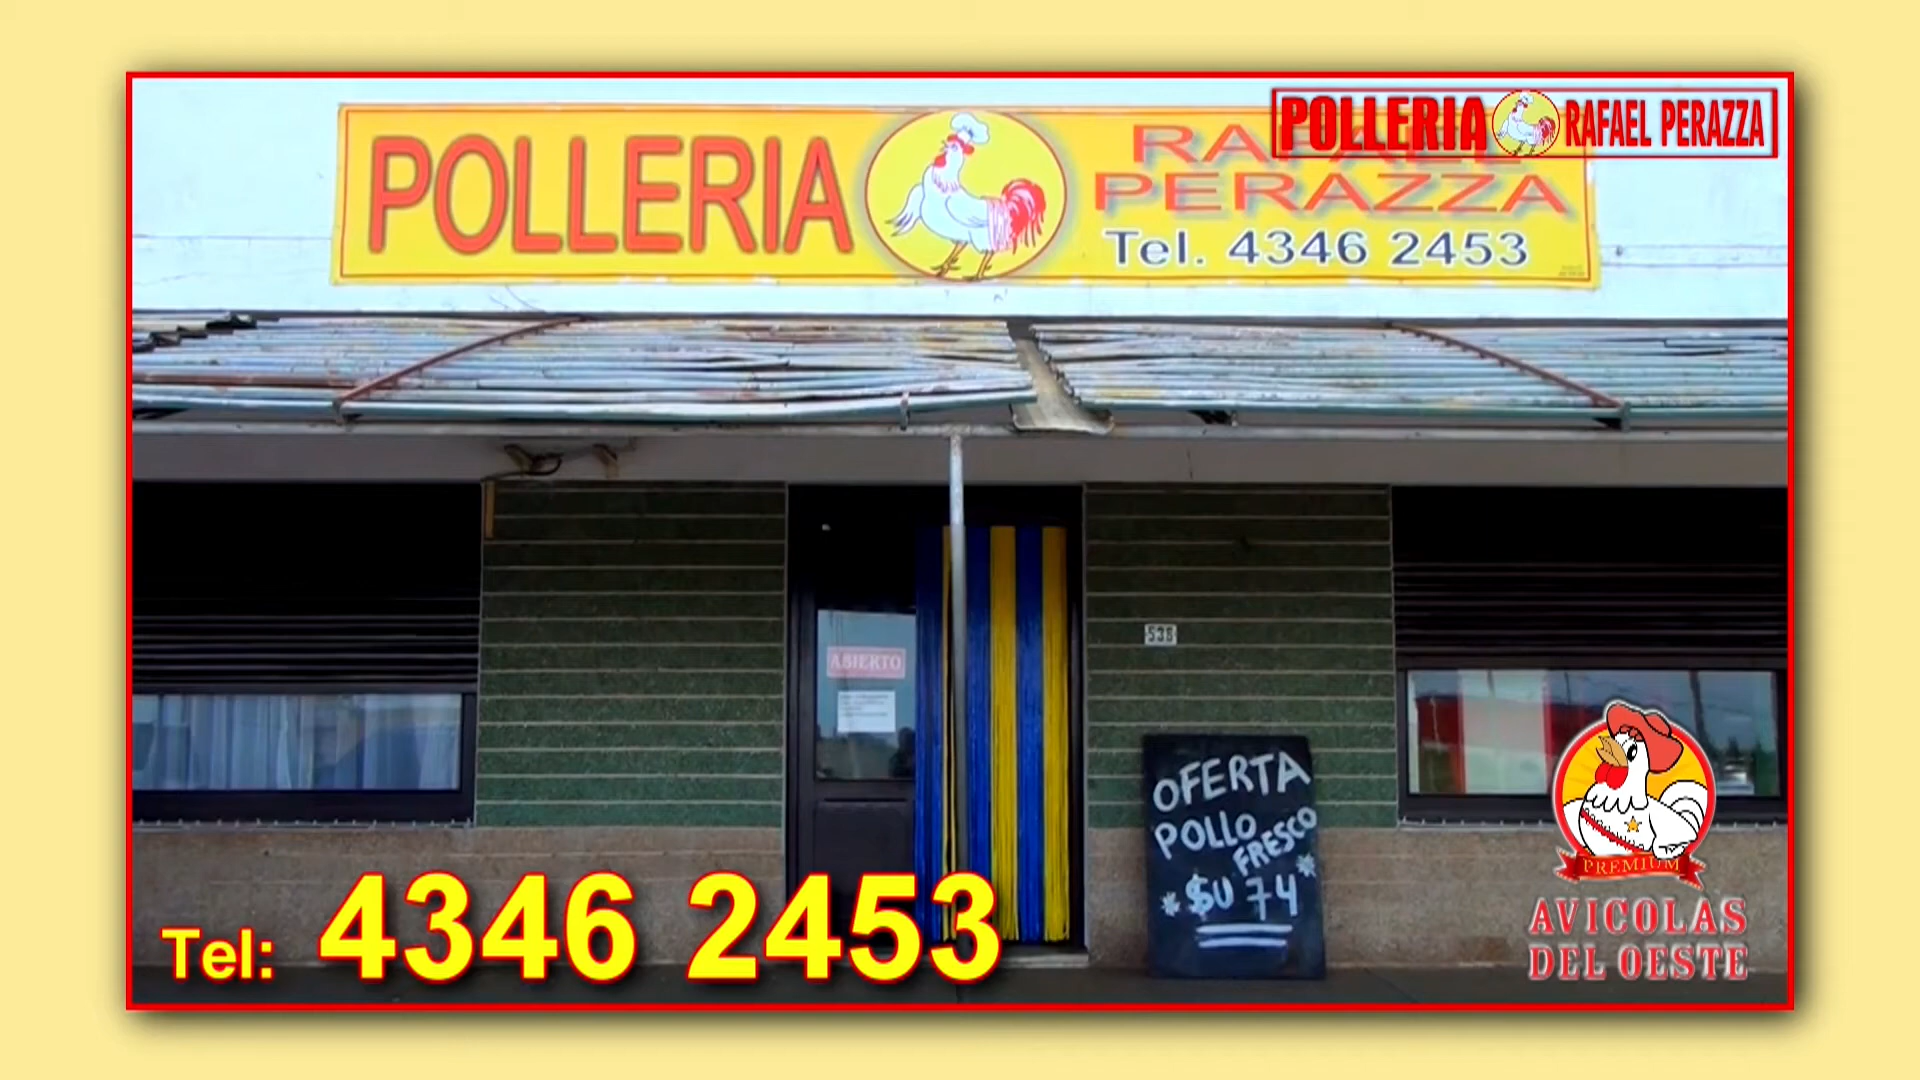 POLLERIA RAFAEL PERAZZA
POLLERIA
RAFAEL
PERAZZA
Tel. 4346 2453
ABIERTO
538
OFERTA
POLLO
FRESCO
* $U 74 *
PREMIUM
AVICOLAS
DEL OESTE
Tel: 4346 2453